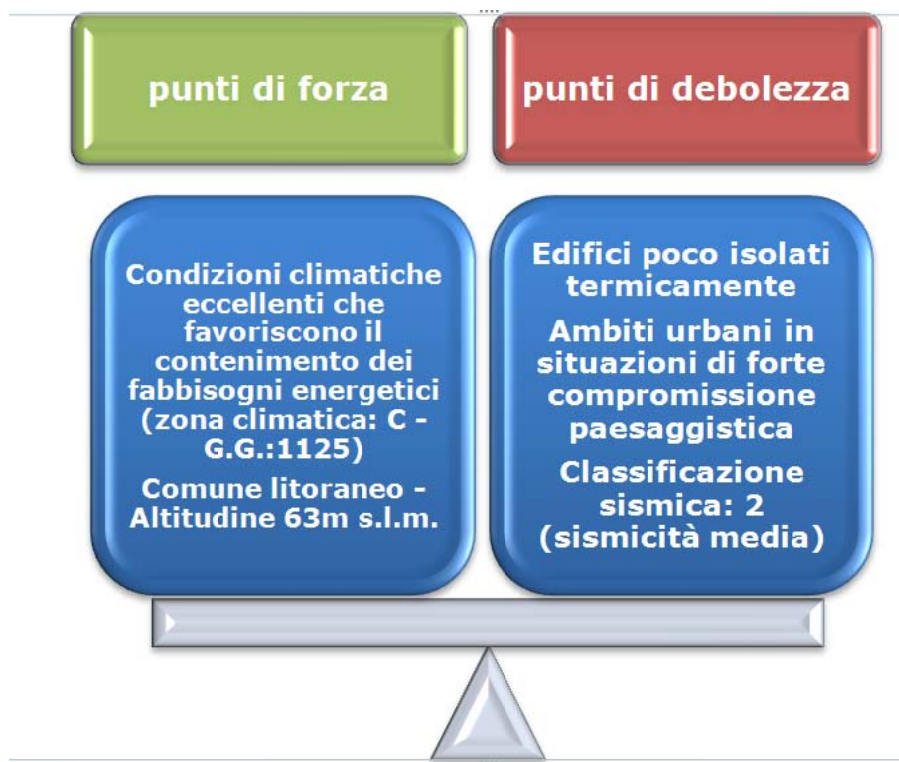 punti di forza
punti di debolezza
Condizioni climatiche
eccellenti che
favoriscono il
contenimento dei
fabbisogni energetici
(zona climatica: C -
G.G.:1125)
Comune litoraneo -
Altitudine 63m s.l.m.
Edifici poco isolati
termicamente
Ambiti urbani in
situazioni di forte
compromissione
paesaggistica
Classificazione
sismica: 2
(sismicità media)